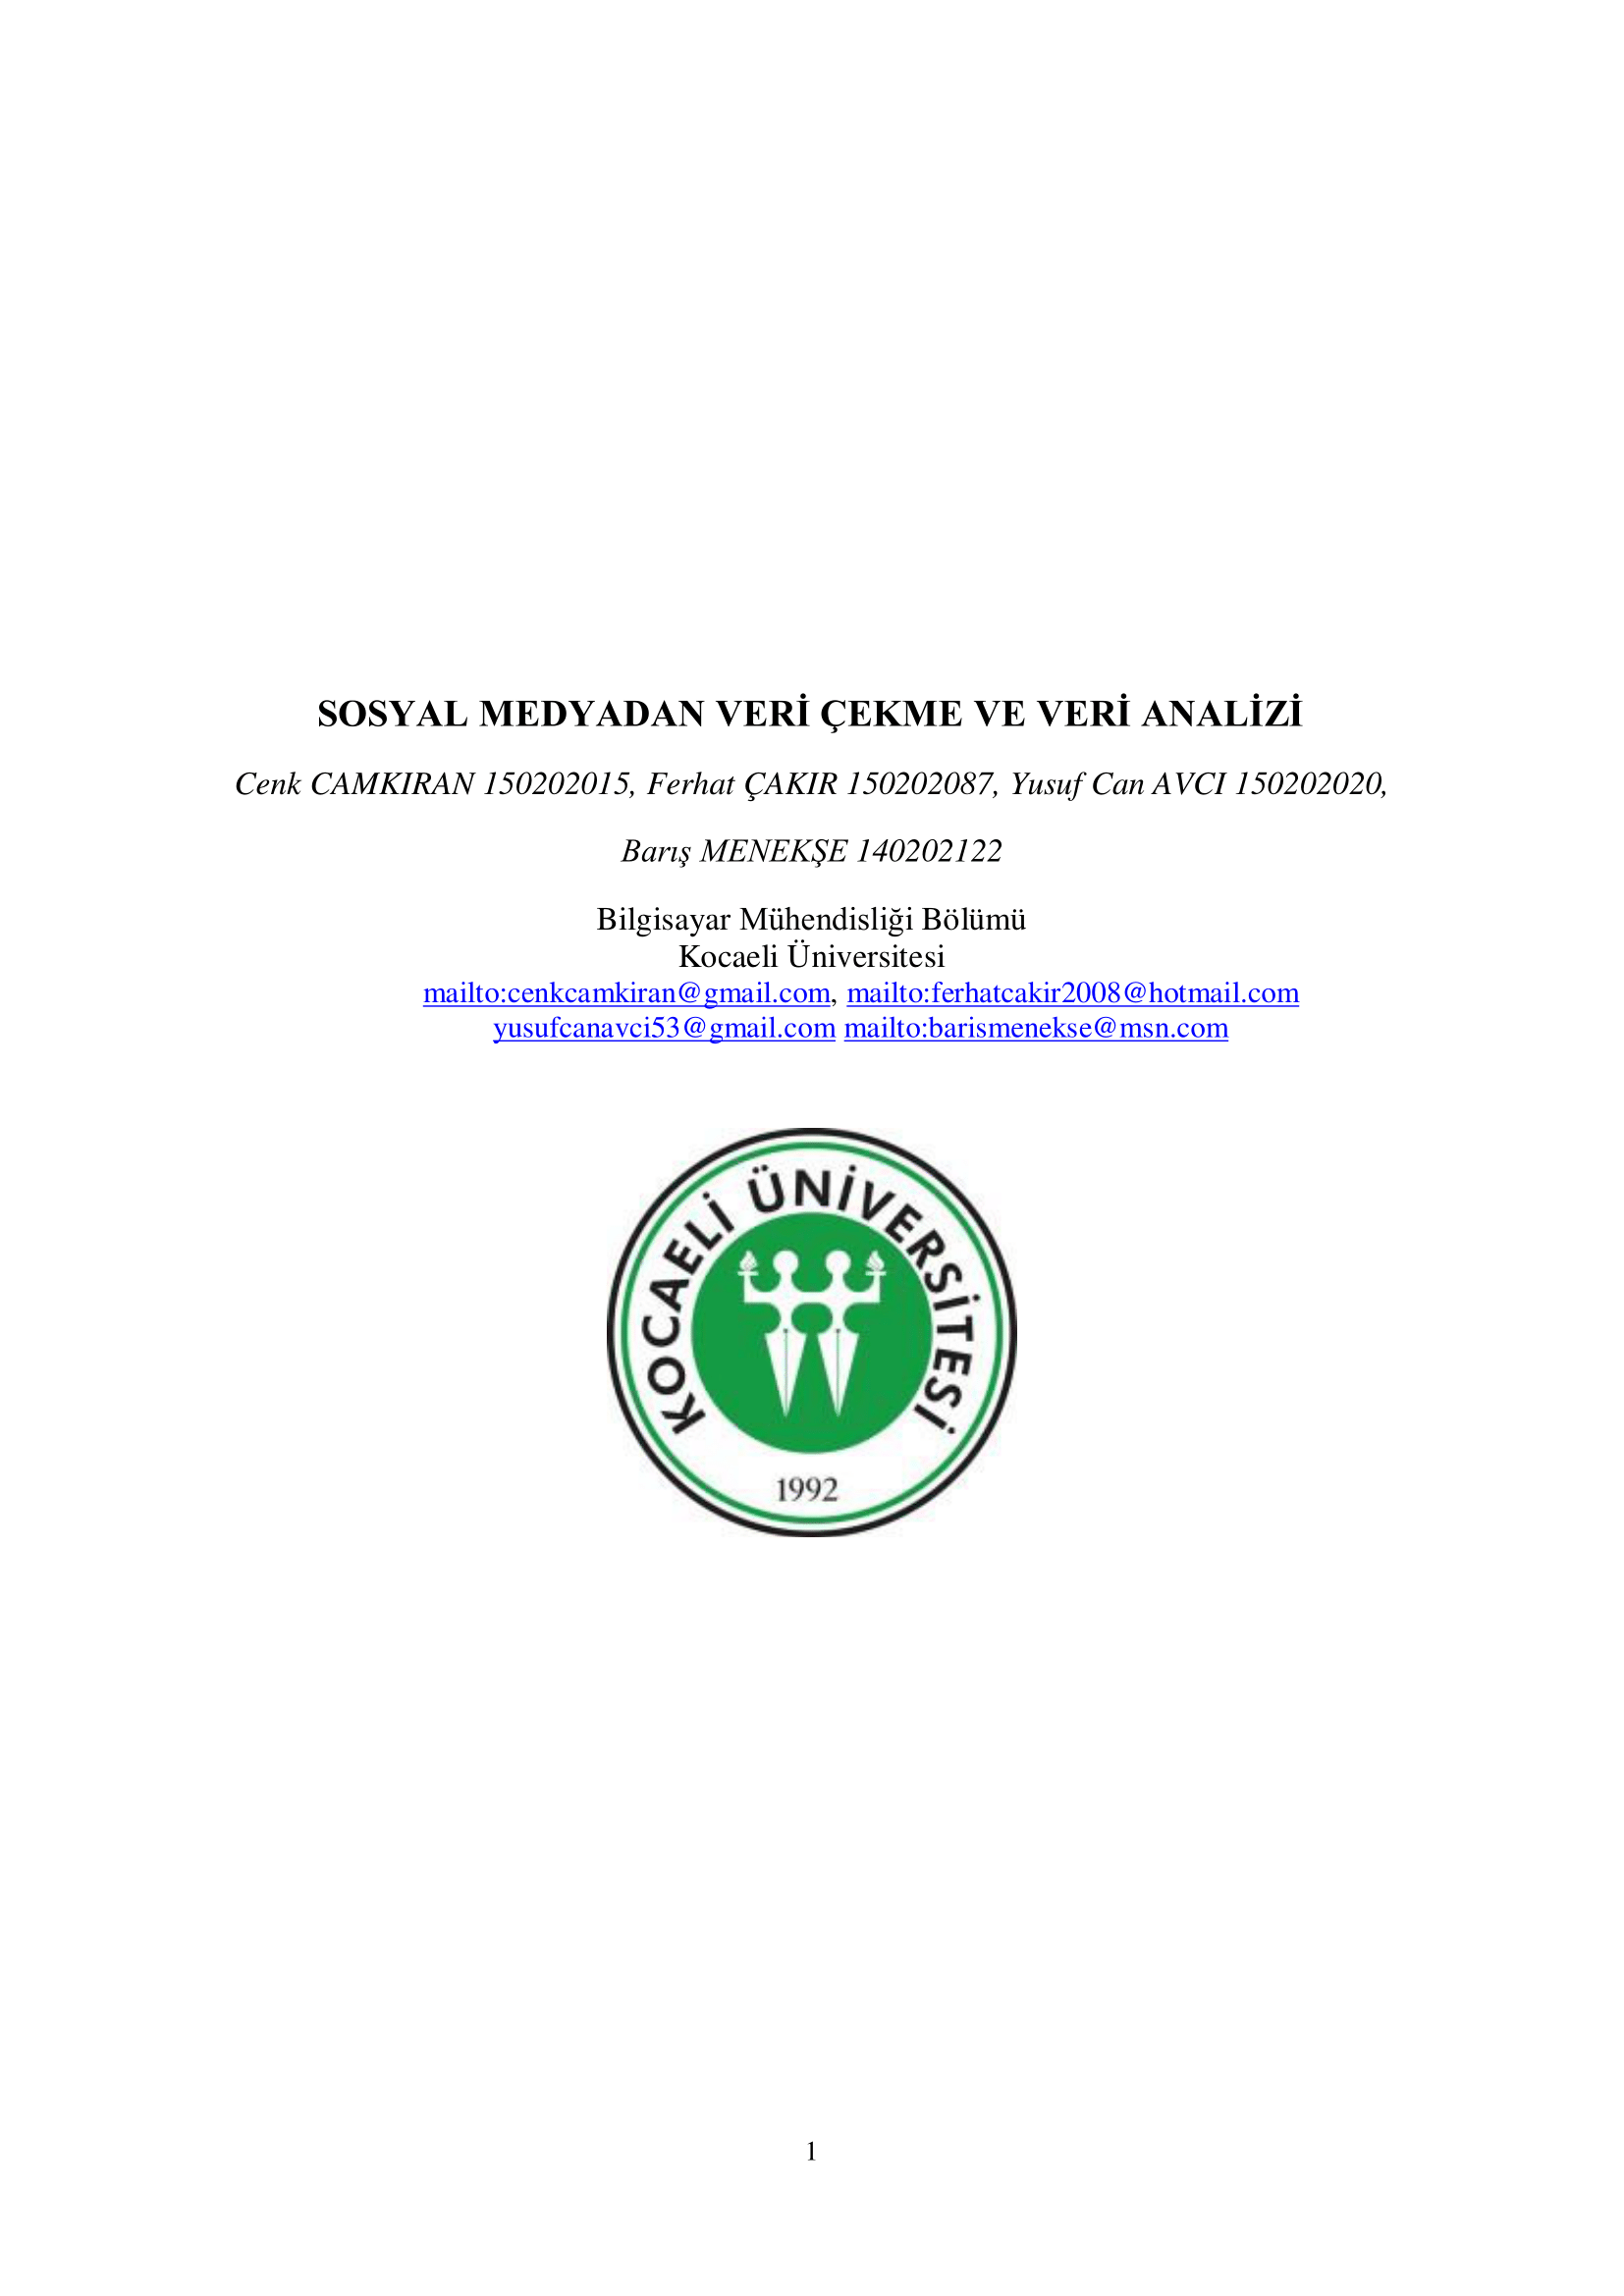 SOSYAL MEDYADAN VERİ ÇEKME VE VERİ ANALİZİ
Cenk CAMKIRAN 150202015, Ferhat ÇAKIR 150202087, Yusuf Can AVCI 150202020,
Barış MENEKŞE 140202122
Bilgisayar Mühendisliği Bölümü
Kocaeli Üniversitesi
mailto:cenkcamkiran@gmail.com, mailto:ferhatcakir2008@hotmail.com
yusufcanavci53@gmail.com mailto:barismenekse@msn.com
KOCAELİ ÜNİVERSİTESİ
1992
1